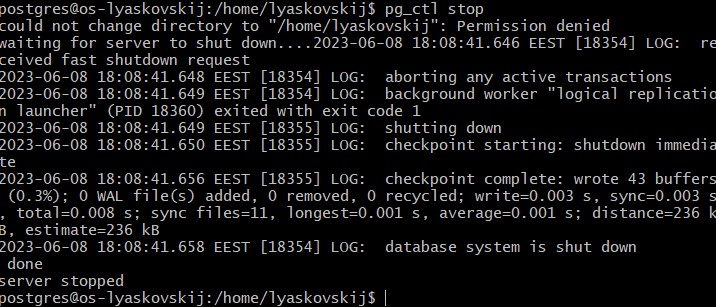 postgres@os-lyaskovskij:/home/lyaskovskij$ pg_ctl stop
could not change directory to "/home/lyaskovskij": Permission denied
waiting for server to shut down....2023-06-08 18:08:41.646 EEST [18354] LOG:  re
ceived fast shutdown request
2023-06-08 18:08:41.648 EEST [18354] LOG:  aborting any active transactions
2023-06-08 18:08:41.649 EEST [18354] LOG:  background worker "logical replicatio
n launcher" (PID 18360) exited with exit code 1
2023-06-08 18:08:41.649 EEST [18355] LOG:  shutting down
2023-06-08 18:08:41.650 EEST [18355] LOG:  checkpoint starting: shutdown immedia
te
2023-06-08 18:08:41.656 EEST [18355] LOG:  checkpoint complete: wrote 43 buffers
 (0.3%); 0 WAL file(s) added, 0 removed, 0 recycled; write=0.003 s, sync=0.003 s
, total=0.008 s; sync files=11, longest=0.001 s, average=0.001 s; distance=236 k
B, estimate=236 kB
2023-06-08 18:08:41.658 EEST [18354] LOG:  database system is shut down
 done
server stopped
postgres@os-lyaskovskij:/home/lyaskovskij$